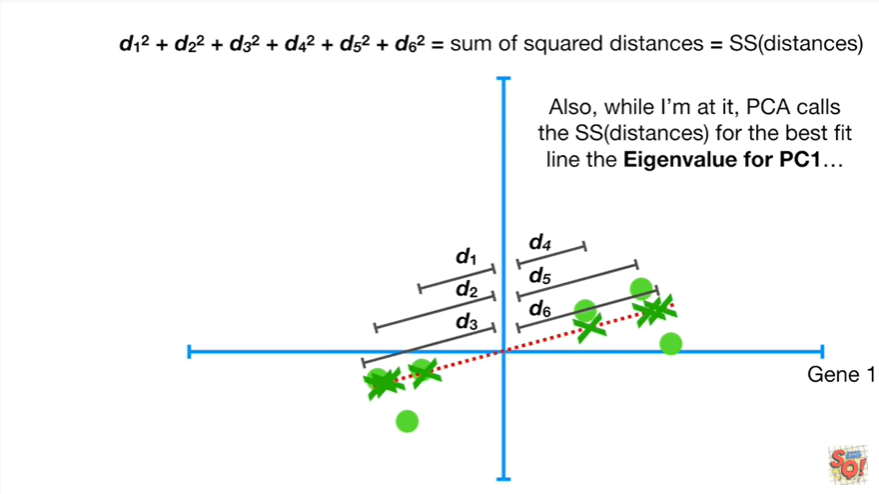 d₁² + d₂² + d₃² + d₄² + d₅² + d₆² = sum of squared distances = SS(distances)
Also, while I'm at it, PCA calls
the SS(distances) for the best fit
line the Eigenvalue for PC1…
d₁
d₂
d₃
d₄
d₅
d₆
Gene 1
SQ!